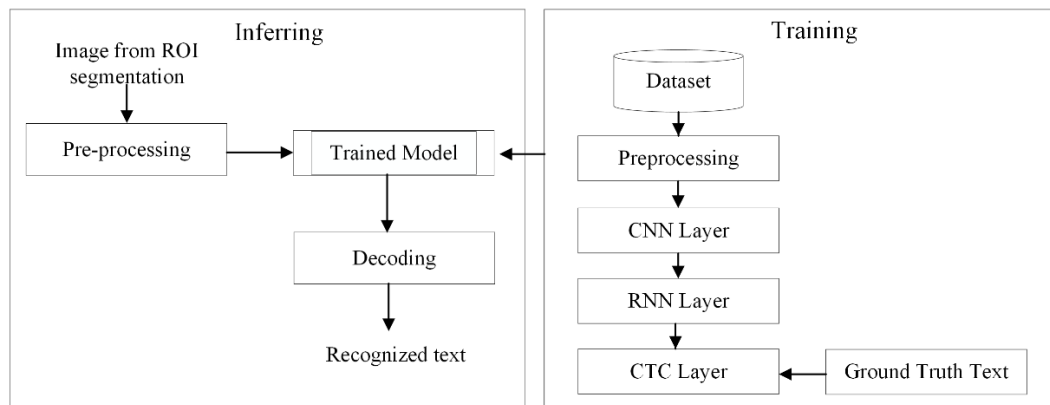 Inferring
Image from ROI
segmentation
Pre-processing
Trained Model
Decoding
Recognized text
Training
Dataset
Preprocessing
CNN Layer
RNN Layer
CTC Layer
Ground Truth Text